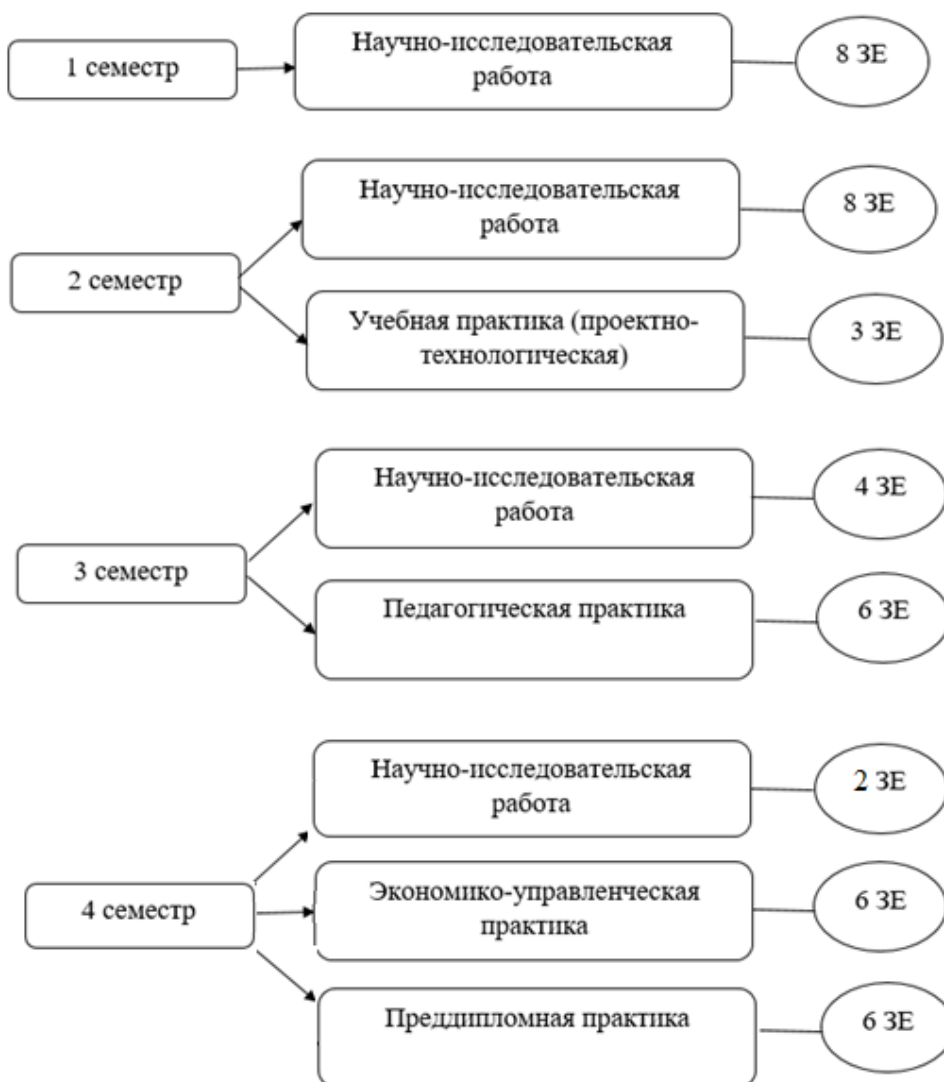 1 семестр
Научно-исследовательская
работа
8 ЗЕ
2 семестр
Научно-исследовательская
работа
8 ЗЕ
Учебная практика (проектно-
технологическая)
3 ЗЕ
3 семестр
Научно-исследовательская
работа
4 ЗЕ
Педагогическая практика
6 ЗЕ
4 семестр
Научно-исследовательская
работа
2 ЗЕ
Экономико-управленческая
практика
6 ЗЕ
Преддипломная практика
6 ЗЕ